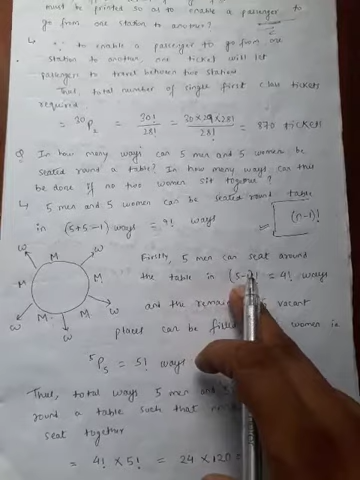 must be printed so as to enable a passenger to
go from one station to another?
2
↳ ∵ to enable a passenger to go from one
station to another, one ticket will let
passengers to travel between two station
Thus, total number of single first class tickets
required
= ³⁰P₂ = 30!/28! = 30×29×28!/28! = 870 tickets
Q In how many ways can 5 men and 5 women be
seated round a table? In how many ways can this
be done if no two women sit together?
↳ 5 men and 5 women can be seated round table
in (5+5-1) ways = 9! ways = (n-1)!
Firstly, 5 men can seat around
the table in (5- ! = 4! ways
and the vacant
places can be women in
⁵P₅ = 5! ways
Thus, total ways 5 men and
round a table such that
seat together
= 4! × 5! = 24 × 120 =
M M M M M
W W W W W